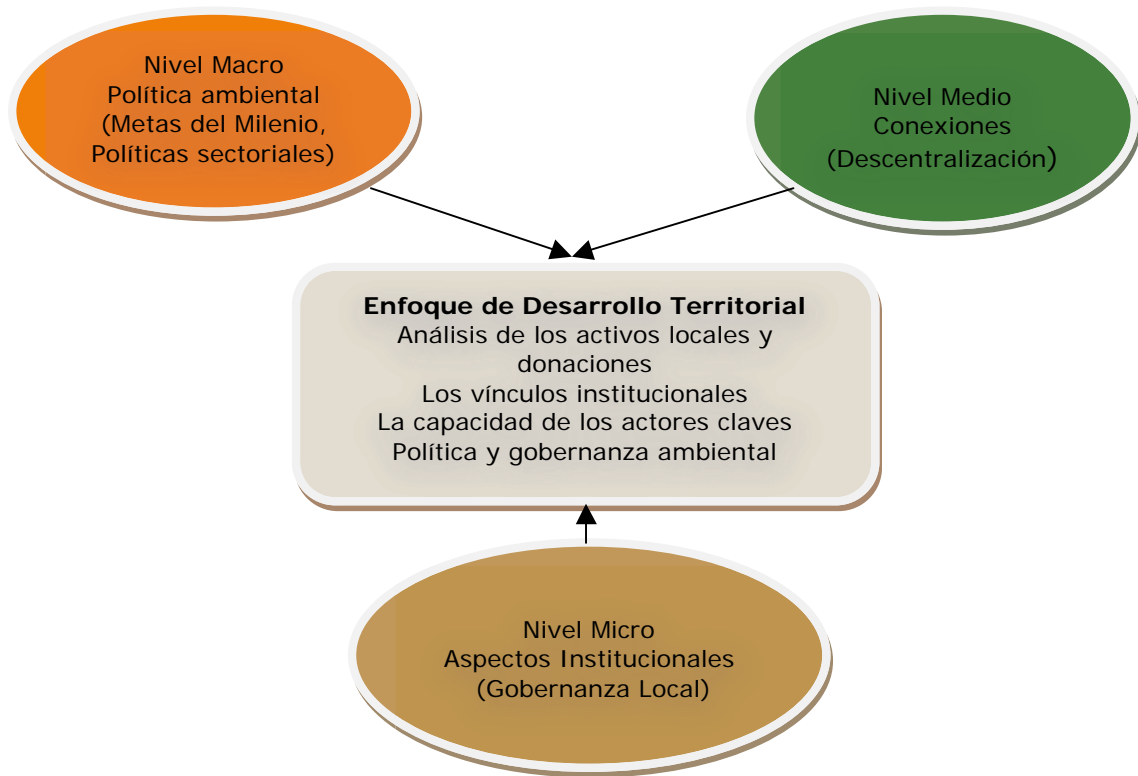 Nivel Macro
Política ambiental
(Metas del Milenio,
Políticas sectoriales)
Nivel Medio
Conexiones
(Descentralización)
Enfoque de Desarrollo Territorial
Análisis de los activos locales y
donaciones
Los vínculos institucionales
La capacidad de los actores claves
Política y gobernanza ambiental
Nivel Micro
Aspectos Institucionales
(Gobernanza Local)